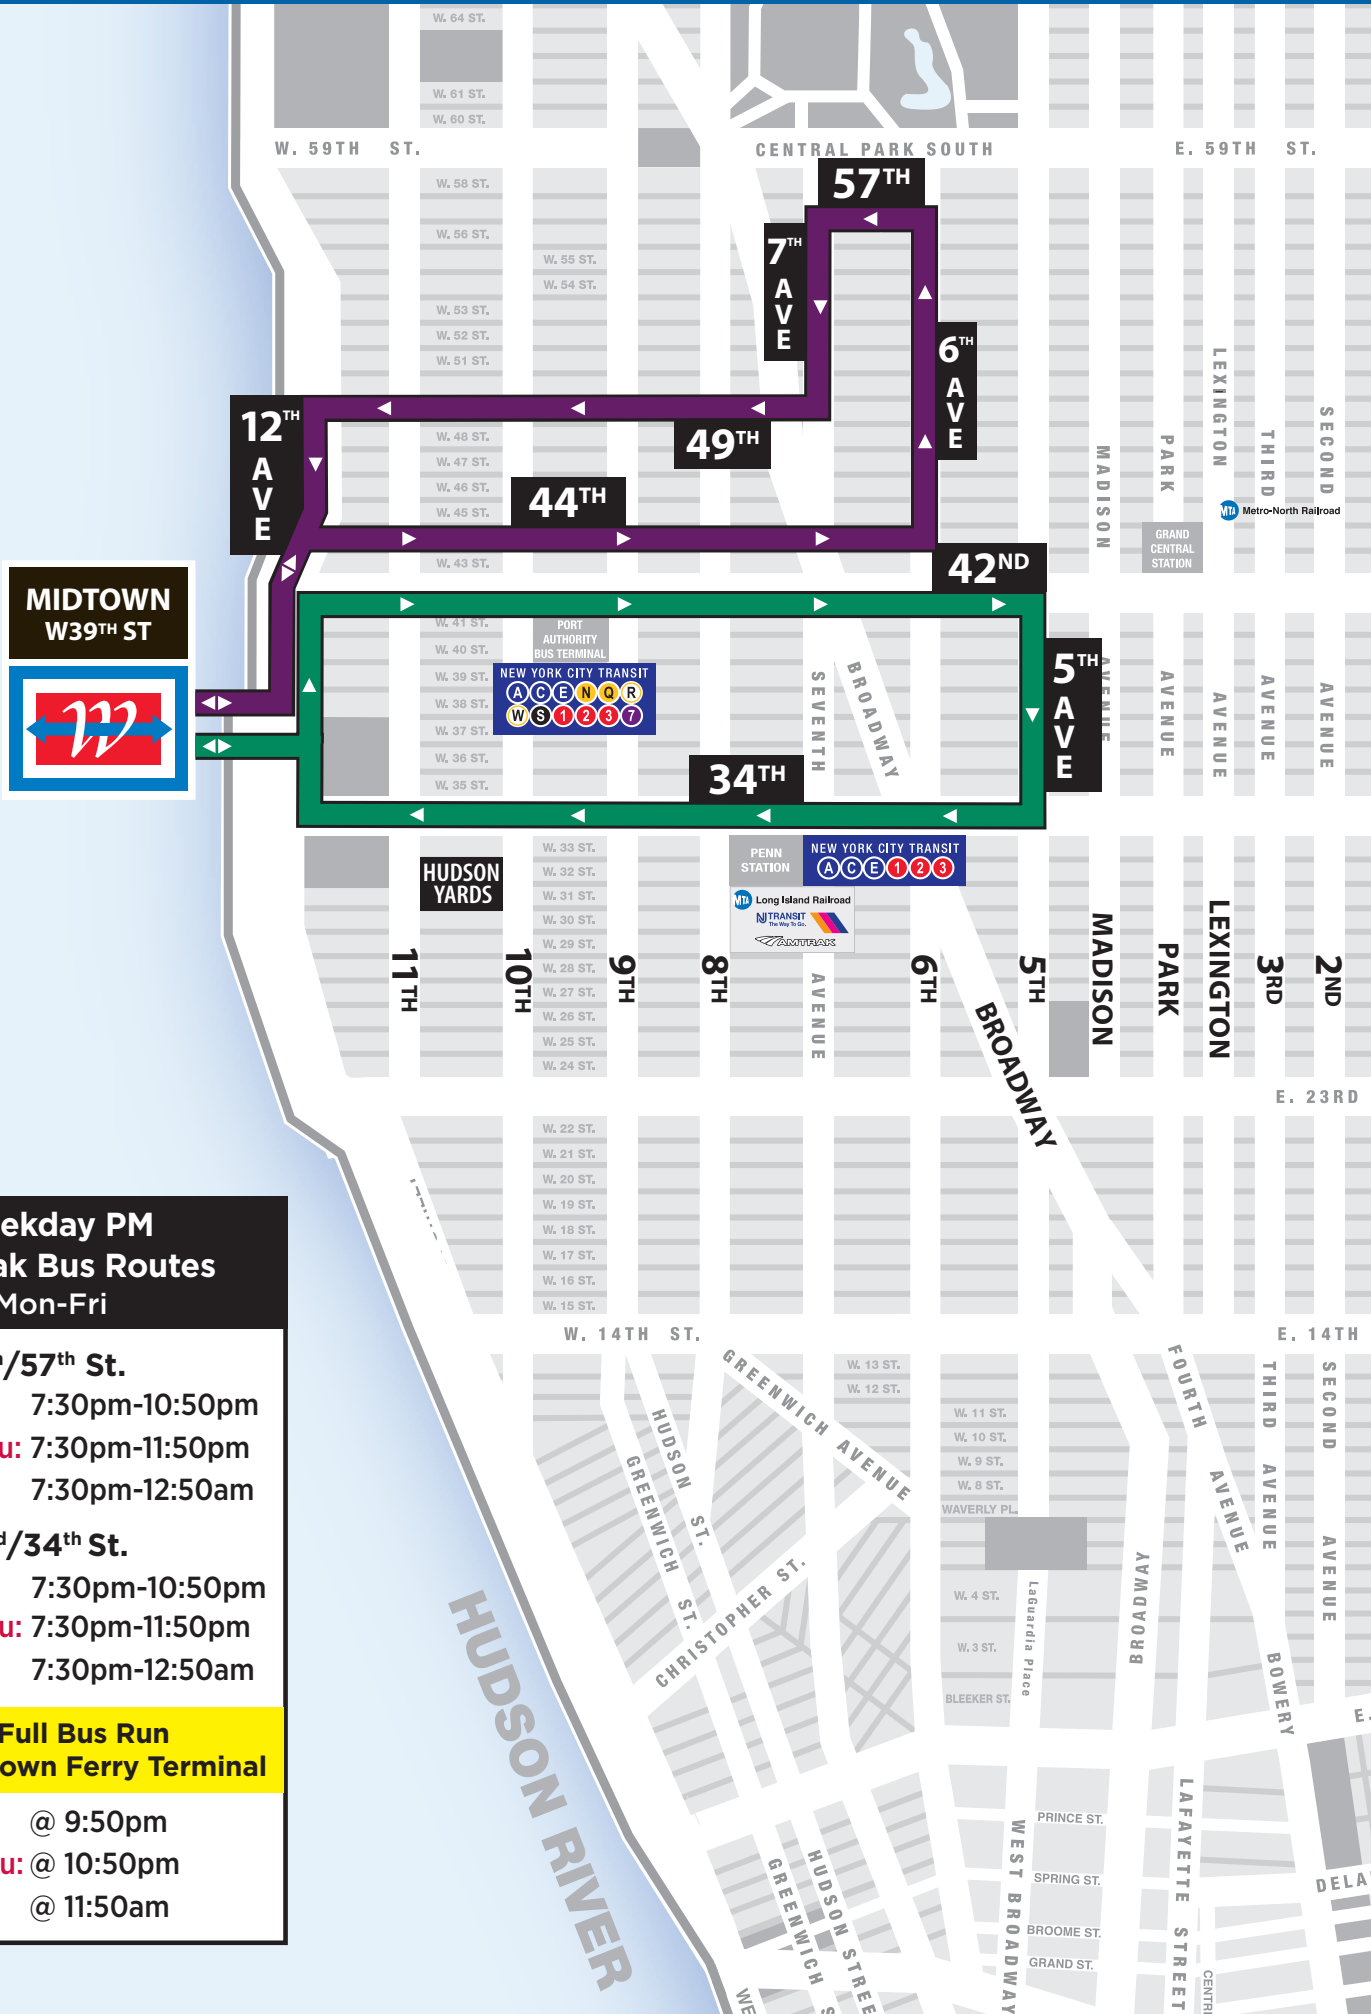 W. 64 ST.
W. 61 ST.
W. 60 ST.
W. 59TH ST.
CENTRAL PARK SOUTH
E. 59TH ST.
57TH
W. 58 ST.
W. 56 ST.
W. 55 ST.
W. 54 ST.
W. 53 ST.
W. 52 ST.
W. 51 ST.
7TH AVE
6TH AVE
12TH AVE
49TH
W. 48 ST.
W. 47 ST.
W. 46 ST.
W. 45 ST.
44TH
W. 43 ST.
42ND
MADISON AVENUE
PARK AVENUE
LEXINGTON AVENUE
THIRD AVENUE
SECOND AVENUE
MTA Metro-North Railroad
GRAND
CENTRAL
STATION
MIDTOWN
W39TH ST
W
W. 41 ST.
W. 40 ST.
W. 39 ST.
W. 38 ST.
W. 37 ST.
W. 36 ST.
W. 35 ST.
PORT
AUTHORITY
BUS TERMINAL
NEW YORK CITY TRANSIT
A C E N Q R
W S 1 2 3 7
SEVENTH AVENUE
BROADWAY
5TH AVE
34TH
HUDSON
YARDS
PENN
STATION
NEW YORK CITY TRANSIT
A C E 1 2 3
MTA Long Island Railroad
NJ TRANSIT
The Way To Go.
AMTRAK
W. 33 ST.
W. 32 ST.
W. 31 ST.
W. 30 ST.
W. 29 ST.
W. 28 ST.
W. 27 ST.
W. 26 ST.
W. 25 ST.
W. 24 ST.
11TH
10TH
9TH
8TH
6TH
BROADWAY
5TH
MADISON
PARK
LEXINGTON
3RD
2ND
E. 23RD
W. 22 ST.
W. 21 ST.
W. 20 ST.
W. 19 ST.
W. 18 ST.
W. 17 ST.
W. 16 ST.
W. 15 ST.
W. 14TH ST.
E. 14TH
ekday PM
ak Bus Routes
Mon-Fri
/57th St.
7:30pm-10:50pm
u: 7:30pm-11:50pm
7:30pm-12:50am
/34th St.
7:30pm-10:50pm
u: 7:30pm-11:50pm
7:30pm-12:50am
Full Bus Run
own Ferry Terminal
@ 9:50pm
u: @ 10:50pm
@ 11:50am
W. 13 ST.
W. 12 ST.
W. 11 ST.
W. 10 ST.
W. 9 ST.
W. 8 ST.
WAVERLY PL.
W. 4 ST.
W. 3 ST.
BLEEKER ST.
GREENWICH AVENUE
HUDSON ST.
GREENWICH ST.
CHRISTOPHER ST.
LaGuardia Place
BROADWAY
FOURTH AVENUE
THIRD AVENUE
SECOND AVENUE
BOWERY
E.
HUDSON RIVER
PRINCE ST.
SPRING ST.
BROOME ST.
GRAND ST.
WEST BROADWAY
LAFAYETTE STREET
CENTR
DELA
GREENWICH S
HUDSON STREE
WE